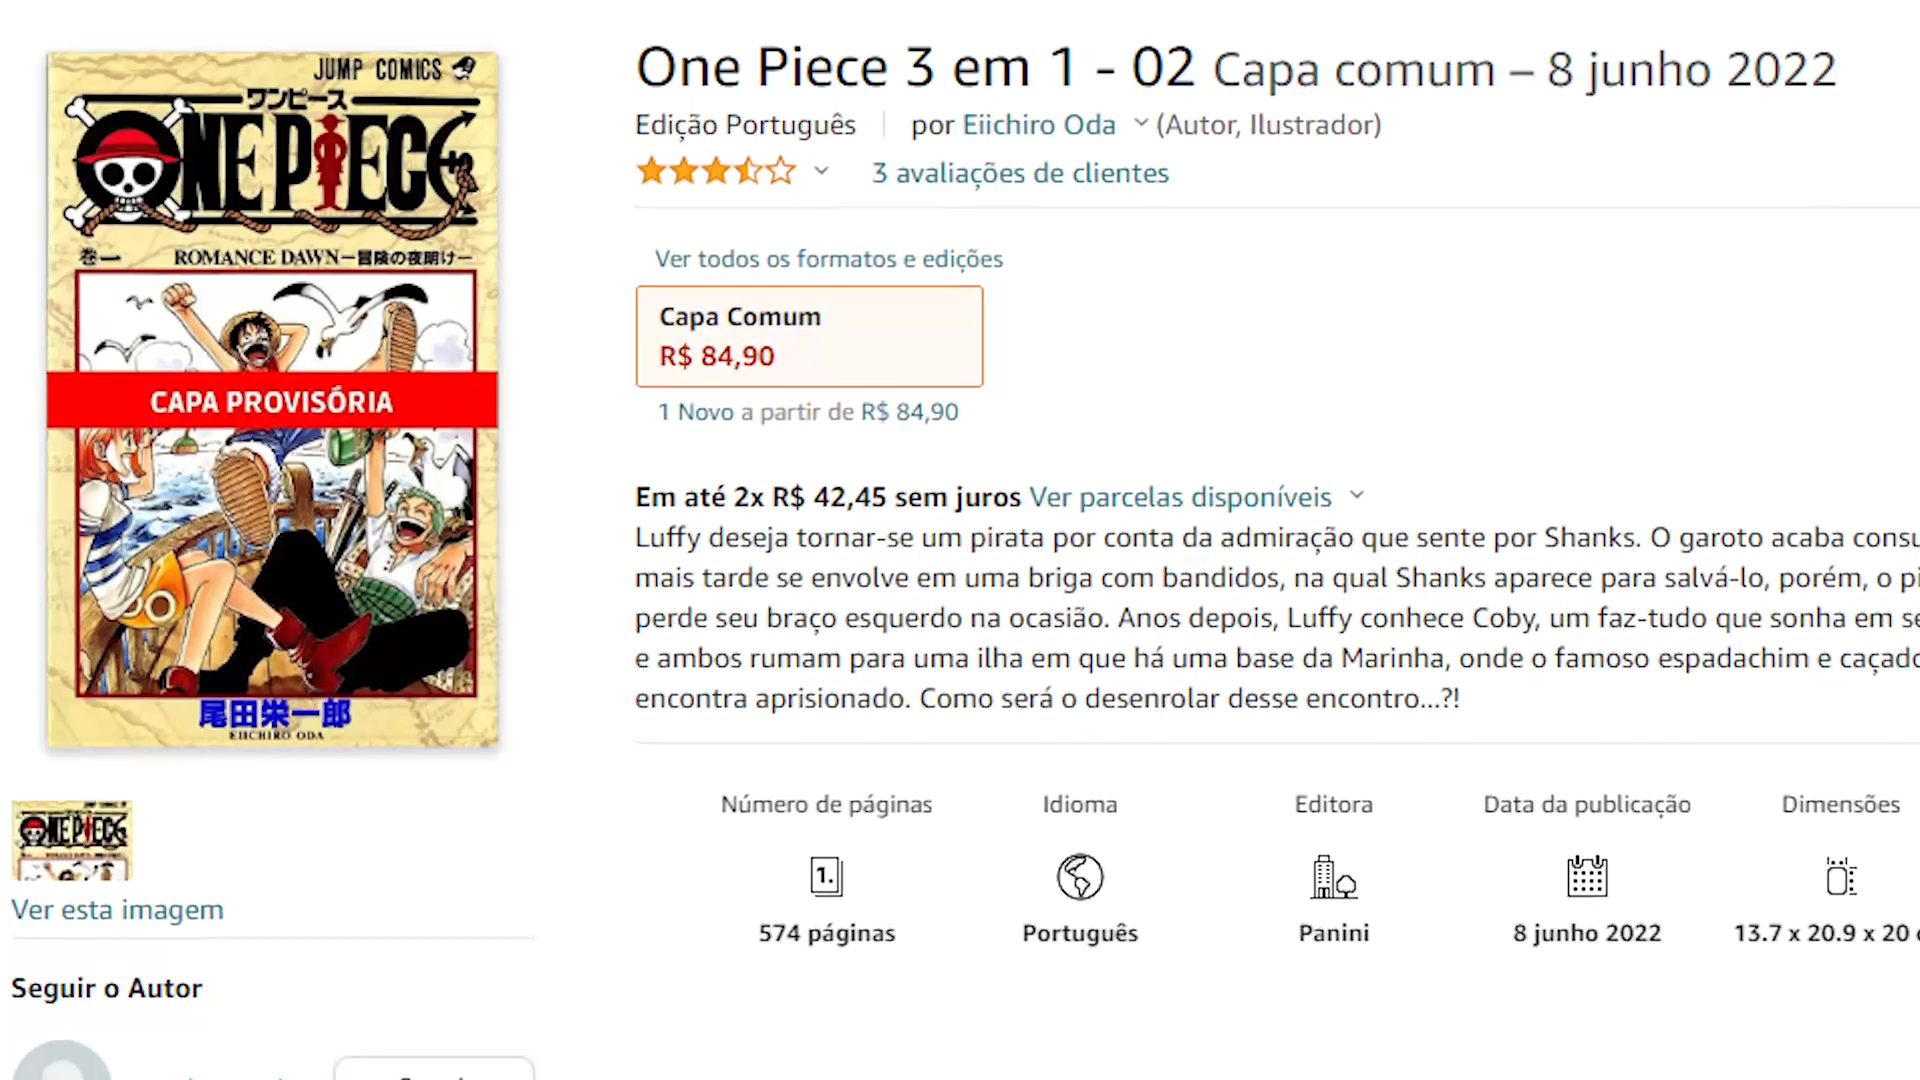 JUMP COMICS
ワンピース
ONE PIECE
巻一 ROMANCE DAWN—冒険の夜明け—
CAPA PROVISÓRIA
尾田栄一郎
EIICHIRO ODA
ONE PIECE
Ver esta imagem
Seguir o Autor
One Piece 3 em 1 - 02 Capa comum – 8 junho 2022
Edição Português por Eiichiro Oda (Autor, Ilustrador)
3 avaliações de clientes
Ver todos os formatos e edições
Capa Comum
R$ 84,90
1 Novo a partir de R$ 84,90
Em até 2x R$ 42,45 sem juros Ver parcelas disponíveis
Luffy deseja tornar-se um pirata por conta da admiração que sente por Shanks. O garoto acaba
mais tarde se envolve em uma briga com bandidos, na qual Shanks aparece para salvá-lo, porém, o
perde seu braço esquerdo na ocasião. Anos depois, Luffy conhece Coby, um faz-tudo que sonha em
e ambos rumam para uma ilha em que há uma base da Marinha, onde o famoso espadachim e
encontra aprisionado. Como será o desenrolar desse encontro...?!
Número de páginas Idioma Editora Data da publicação Dimensões
1.
574 páginas Português Panini 8 junho 2022 13.7 x 20.9 x 20